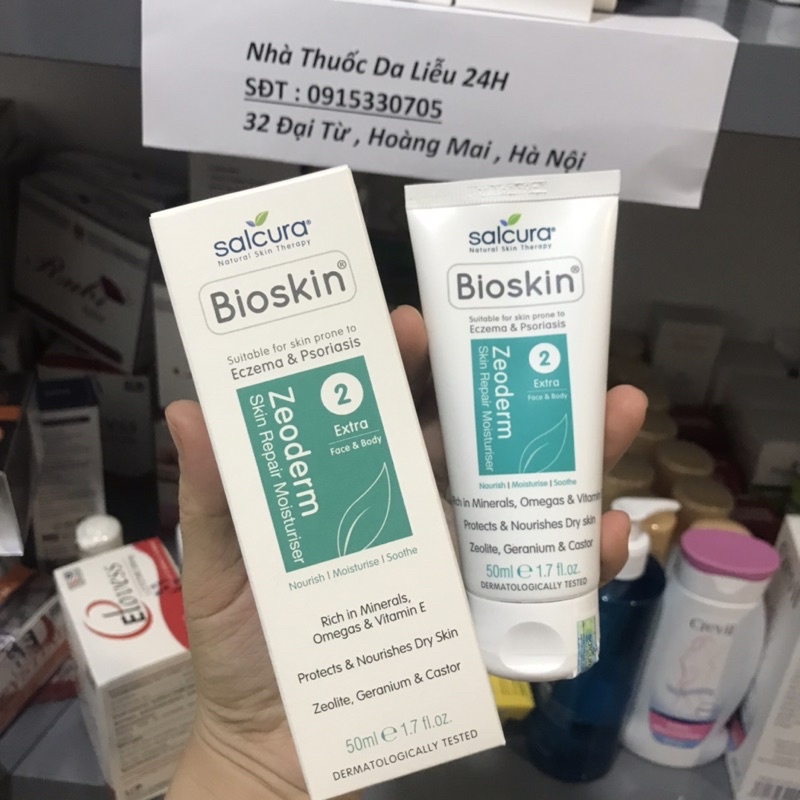 Nhà Thuốc Da Liễu 24H
SĐT : 0915330705
32 Đại Từ , Hoàng Mai , Hà Nội
salcura®
Natural Skin Therapy
Bioskin®
Suitable for skin prone to
Eczema & Psoriasis
2
Extra
Face & Body
Zeoderm
Skin Repair Moisturiser
Nourish | Moisturise | Soothe
Rich in Minerals,
Omegas & Vitamin E
Protects & Nourishes Dry Skin
Zeolite, Geranium & Castor
50ml e 1.7 fl.oz.
DERMATOLOGICALLY TESTED
salcura®
Natural Skin Therapy
Bioskin®
Suitable for skin prone to
Eczema & Psoriasis
2
Extra
Face & Body
Zeoderm
Skin Repair Moisturiser
Nourish | Moisturise | Soothe
in Minerals, Omegas & Vitamin
Protects & Nourishes Dry skin
Zeolite, Geranium & Castor
50ml e 1.7 fl.oz.
DERMATOLOGICALLY TESTED